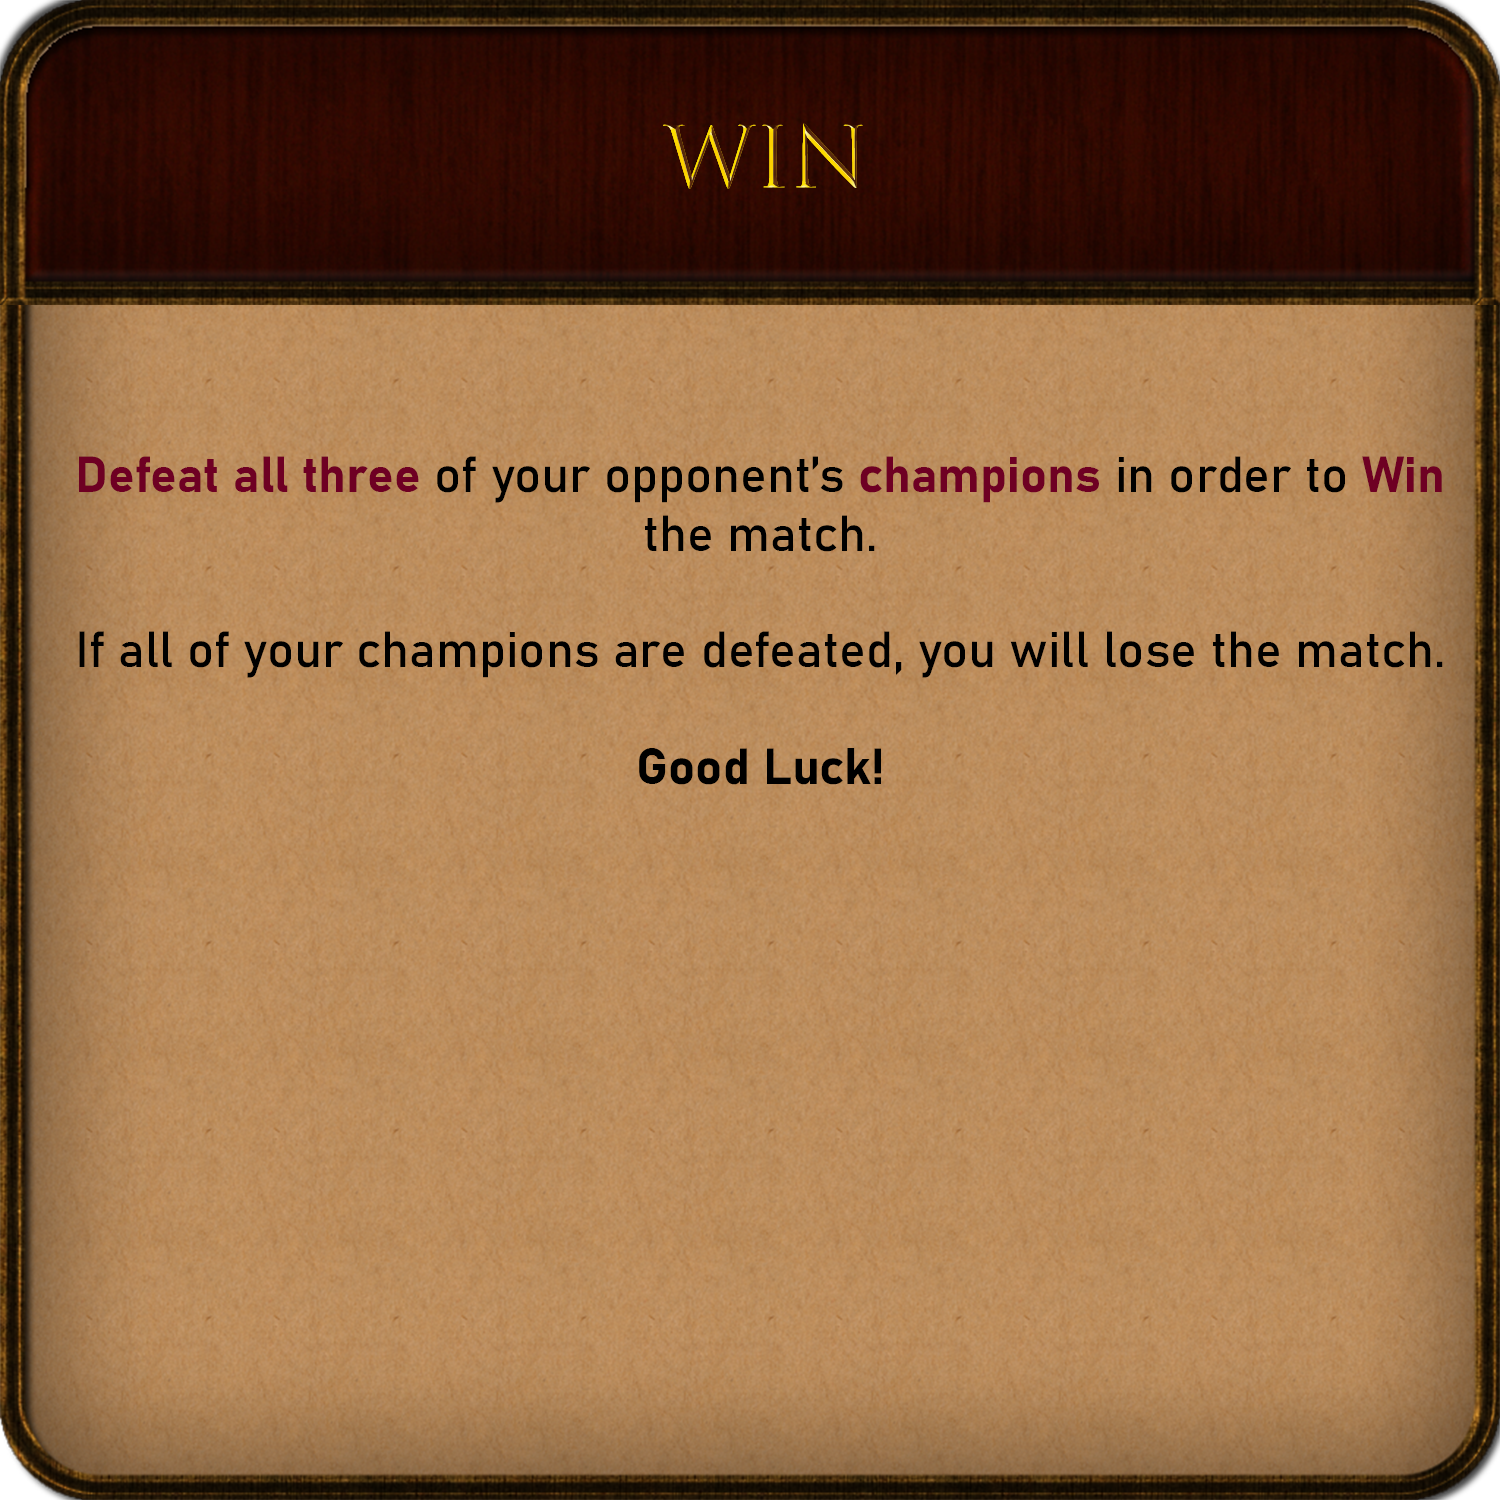 WIN
Defeat all three of your opponent’s champions in order to Win
the match.
If all of your champions are defeated, you will lose the match.
Good Luck!